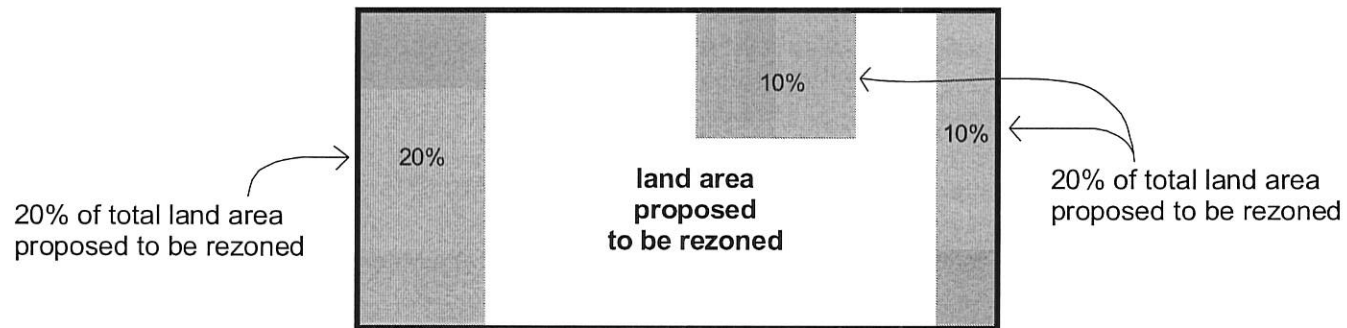 10%
10%
20%
land area
proposed
to be rezoned
20% of total land area
proposed to be rezoned
20% of total land area
proposed to be rezoned